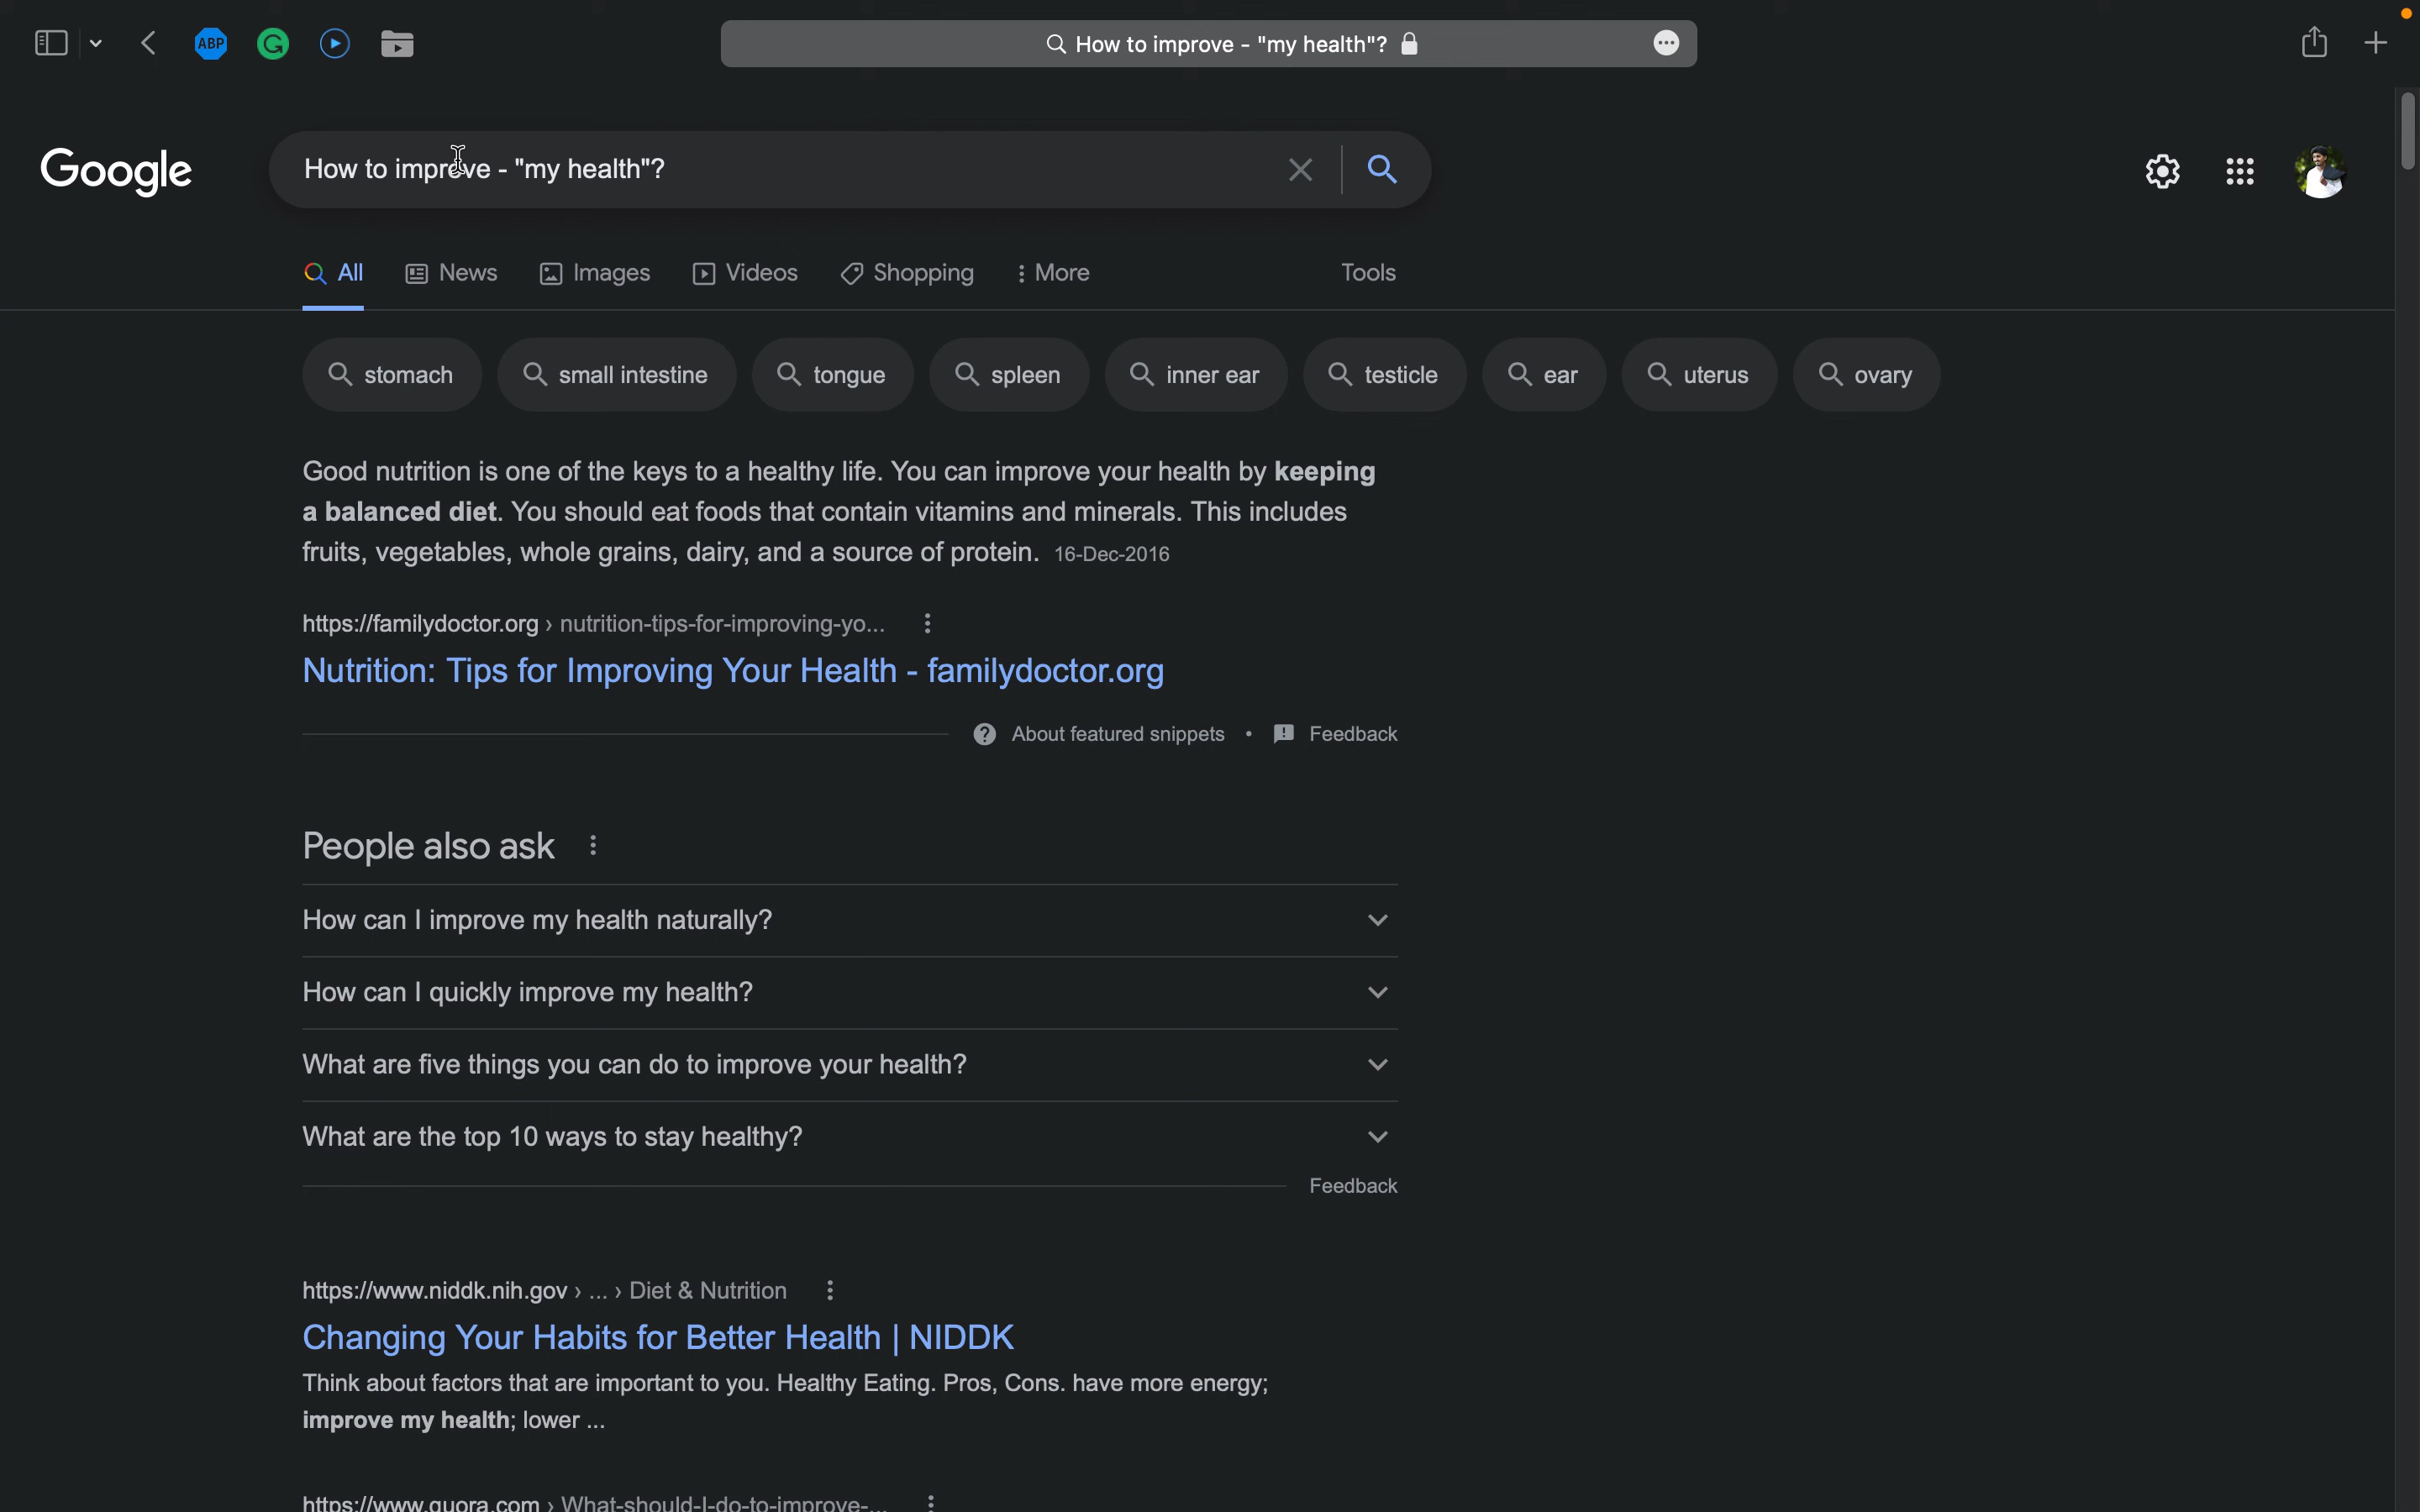 ABP
How to improve - "my health"?
Google
How to improve - "my health"?
All News Images Videos Shopping More Tools
stomach small intestine tongue spleen inner ear testicle ear uterus ovary
Good nutrition is one of the keys to a healthy life. You can improve your health by keeping
a balanced diet. You should eat foods that contain vitamins and minerals. This includes
fruits, vegetables, whole grains, dairy, and a source of protein. 16-Dec-2016
https://familydoctor.org › nutrition-tips-for-improving-yo...
Nutrition: Tips for Improving Your Health - familydoctor.org
About featured snippets • Feedback
People also ask
How can I improve my health naturally?
How can I quickly improve my health?
What are five things you can do to improve your health?
What are the top 10 ways to stay healthy?
Feedback
https://www.niddk.nih.gov › ... › Diet & Nutrition
Changing Your Habits for Better Health | NIDDK
Think about factors that are important to you. Healthy Eating. Pros, Cons. have more energy;
improve my health; lower ...
https://www.quora.com › What-should-I-do-to-improve-...